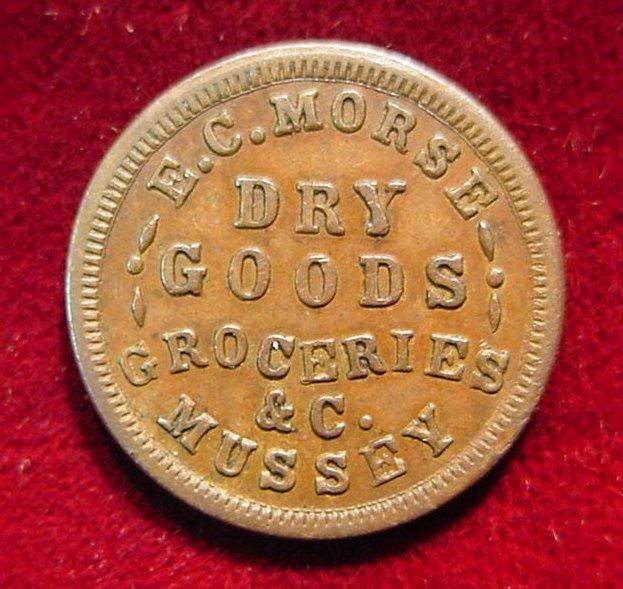 E.C. MORSE
DRY
GOODS
GROCERIES
& C.
MUSSEY